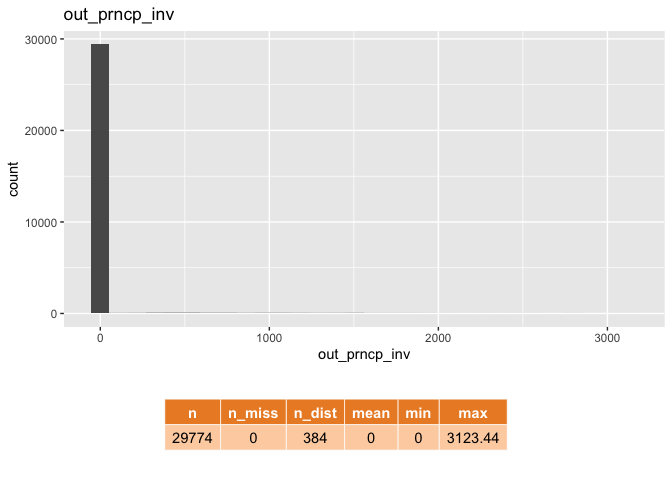 out_prncp_inv
30000
20000
10000
0
count
0 1000 2000 3000
out_prncp_inv
n n_miss n_dist mean min max
29774 0 384 0 0 3123.44